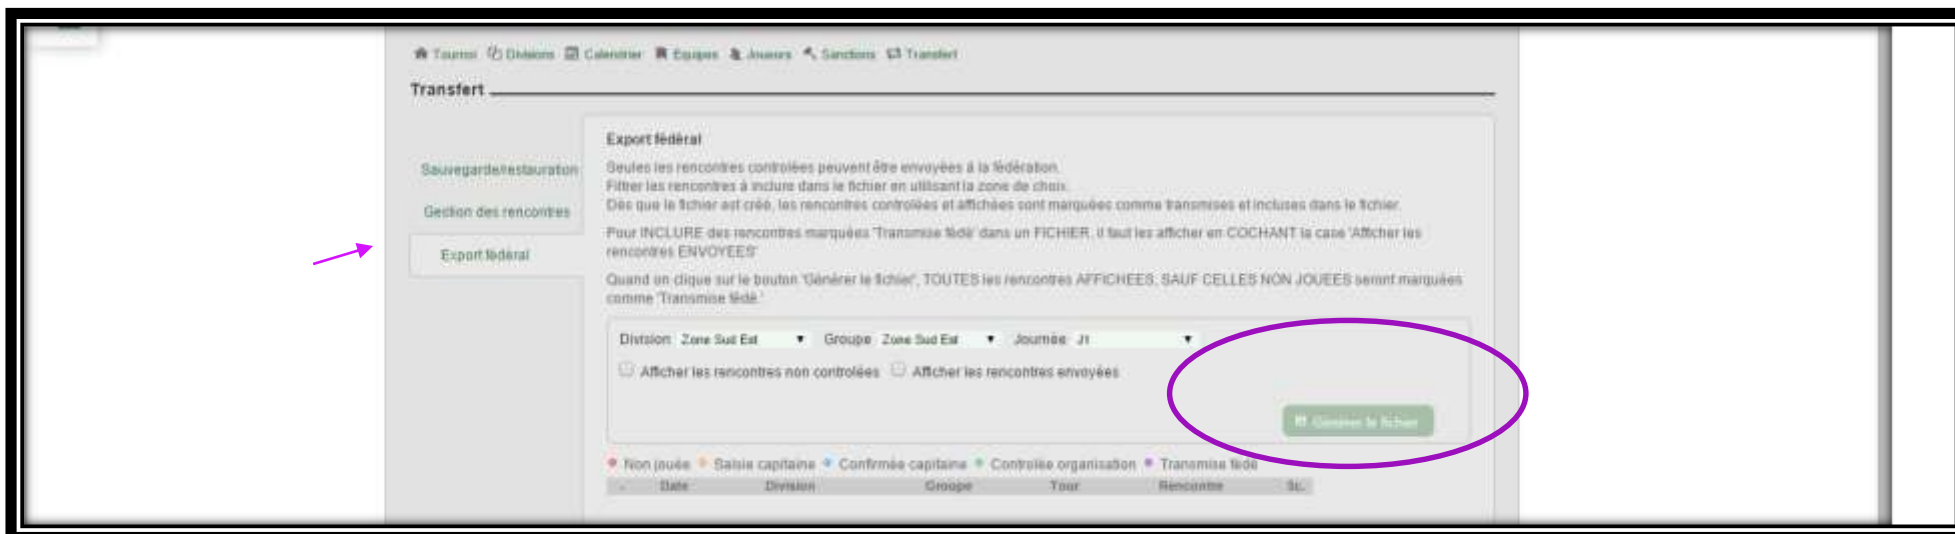 Tournoi Divisions Calendrier Equipes Joueurs Sanctions Transfert
Transfert
Sauvegarde/restauration
Gestion des rencontres
Export fédéral
Export fédéral
Seules les rencontres controlées peuvent être envoyées à la fédération.
Filtrer les rencontres à inclure dans le fichier en utilisant la zone de choix.
Dès que le fichier est créé, les rencontres controlées et affichées sont marquées comme transmises et incluses dans le fichier.
Pour INCLURE des rencontres marquées 'Transmise fédé' dans un FICHIER, il faut les afficher en COCHANT la case 'Afficher les
rencontres ENVOYEES'
Quand on clique sur le bouton 'Générer le fichier', TOUTES les rencontres AFFICHEES, SAUF CELLES NON JOUEES seront marquées
comme 'Transmise fédé.'
Division Zone Sud Est Groupe Zone Sud Est Journée J1
Afficher les rencontres non controlées Afficher les rencontres envoyées
Générer le fichier
Non jouée Saisie capitaine Confirmée capitaine Controlée organisation Transmise fédé
- Date Division Groupe Tour Rencontre Sc.